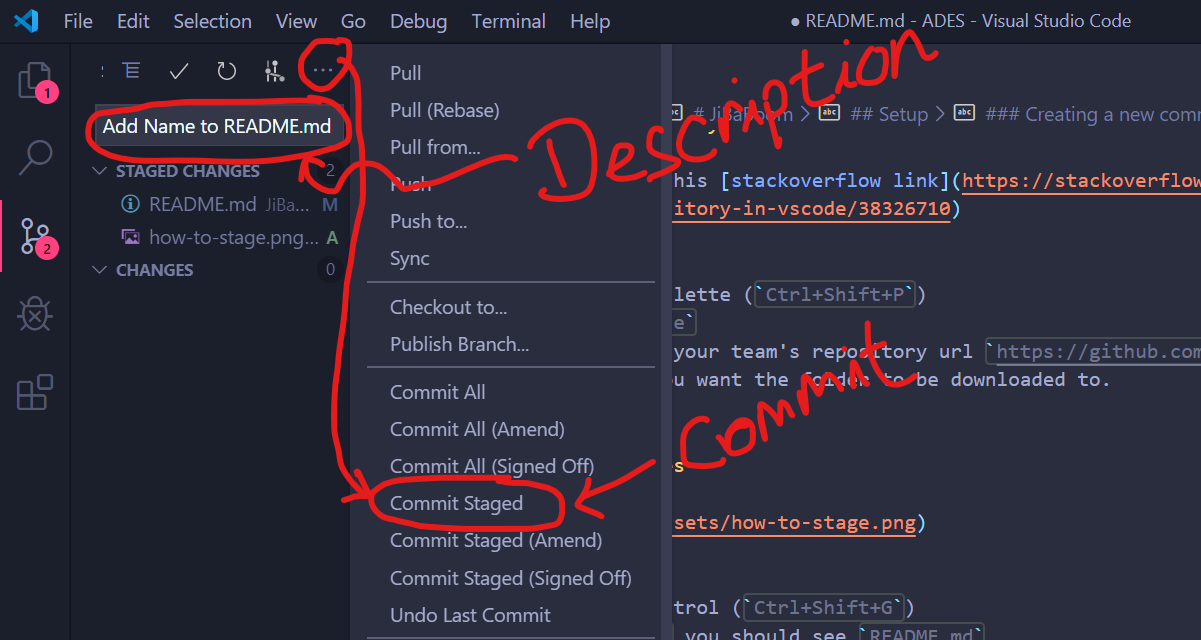 File Edit Selection View Go Debug Terminal Help ● README.md - ADES - Visual Studio Code
1
Add Name to README.md
STAGED CHANGES 2
README.md JiBa... M
how-to-stage.png... A
CHANGES 0
2
Pull
Pull (Rebase)
Pull from...
Push
Push to...
Sync
Checkout to...
Publish Branch...
Commit All
Commit All (Amend)
Commit All (Signed Off)
Commit Staged
Commit Staged (Amend)
Commit Staged (Signed Off)
Undo Last Commit
Description
Commit
# JiBaBoom > abc ## Setup > abc ### Creating a new comm
his [stackoverflow link](https://stackoverflow
itory-in-vscode/38326710)
lette (`Ctrl+Shift+P`)
e`
your team's repository url `https://github.com
u want the folder to be downloaded to.
s
sets/how-to-stage.png)
trol (`Ctrl+Shift+G`)
you should see `README.md`